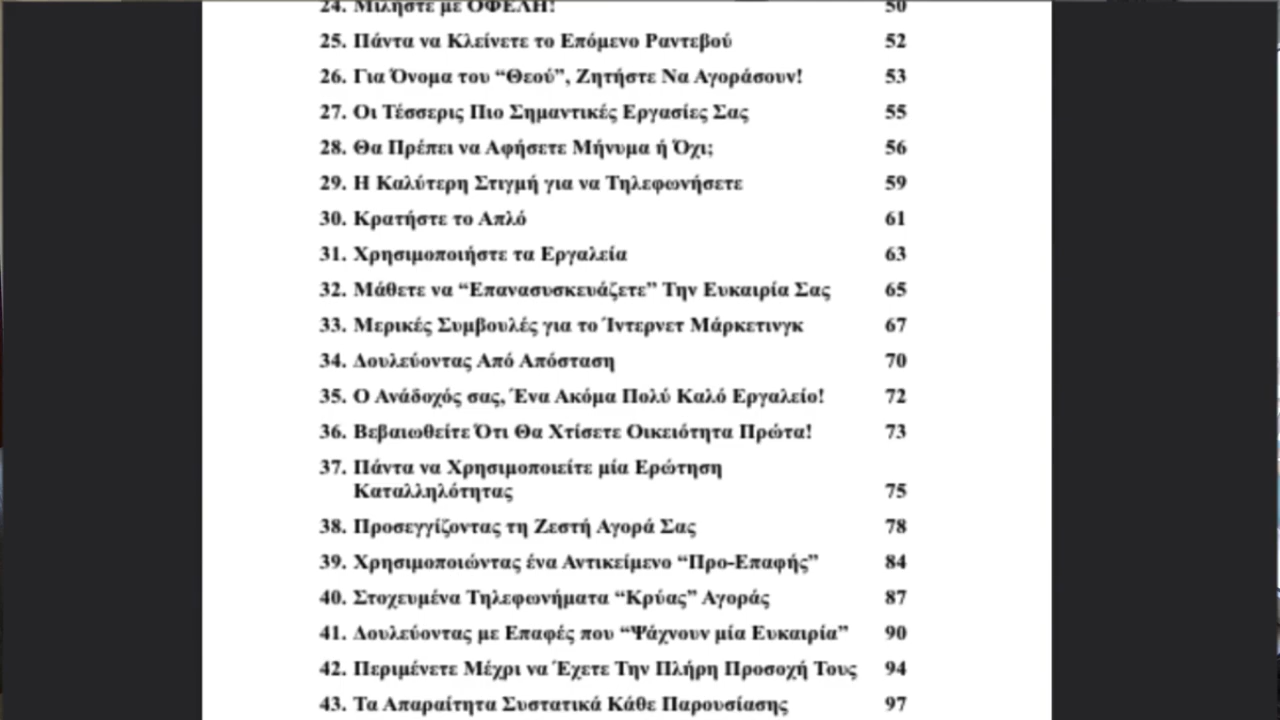 24. Μιλήστε με ΟΦΕΛΗ! 50
25. Πάντα να Κλείνετε το Επόμενο Ραντεβού 52
26. Για Όνομα του “Θεού”, Ζητήστε Να Αγοράσουν! 53
27. Οι Τέσσερις Πιο Σημαντικές Εργασίες Σας 55
28. Θα Πρέπει να Αφήσετε Μήνυμα ή Όχι; 56
29. Η Καλύτερη Στιγμή για να Τηλεφωνήσετε 59
30. Κρατήστε το Απλό 61
31. Χρησιμοποιήστε τα Εργαλεία 63
32. Μάθετε να “Επανασυσκευάζετε” Την Ευκαιρία Σας 65
33. Μερικές Συμβουλές για το Ίντερνετ Μάρκετινγκ 67
34. Δουλεύοντας Από Απόσταση 70
35. Ο Ανάδοχός σας, Ένα Ακόμα Πολύ Καλό Εργαλείο! 72
36. Βεβαιωθείτε Ότι Θα Χτίσετε Οικειότητα Πρώτα! 73
37. Πάντα να Χρησιμοποιείτε μία Ερώτηση
Καταλληλότητας 75
38. Προσεγγίζοντας τη Ζεστή Αγορά Σας 78
39. Χρησιμοποιώντας ένα Αντικείμενο “Προ-Επαφής” 84
40. Στοχευμένα Τηλεφωνήματα “Κρύας” Αγοράς 87
41. Δουλεύοντας με Επαφές που “Ψάχνουν μία Ευκαιρία” 90
42. Περιμένετε Μέχρι να Έχετε Την Πλήρη Προσοχή Τους 94
43. Τα Απαραίτητα Συστατικά Κάθε Παρουσίασης 97